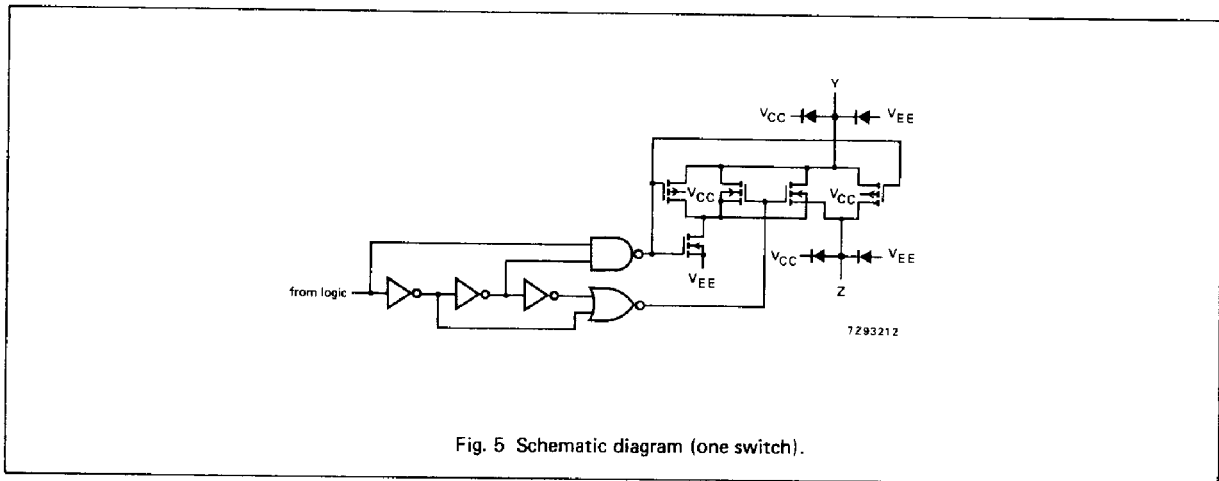 Y
VCC
VEE
VCC
VCC
VEE
VCC
VEE
from logic
Z
7293212
Fig. 5 Schematic diagram (one switch).